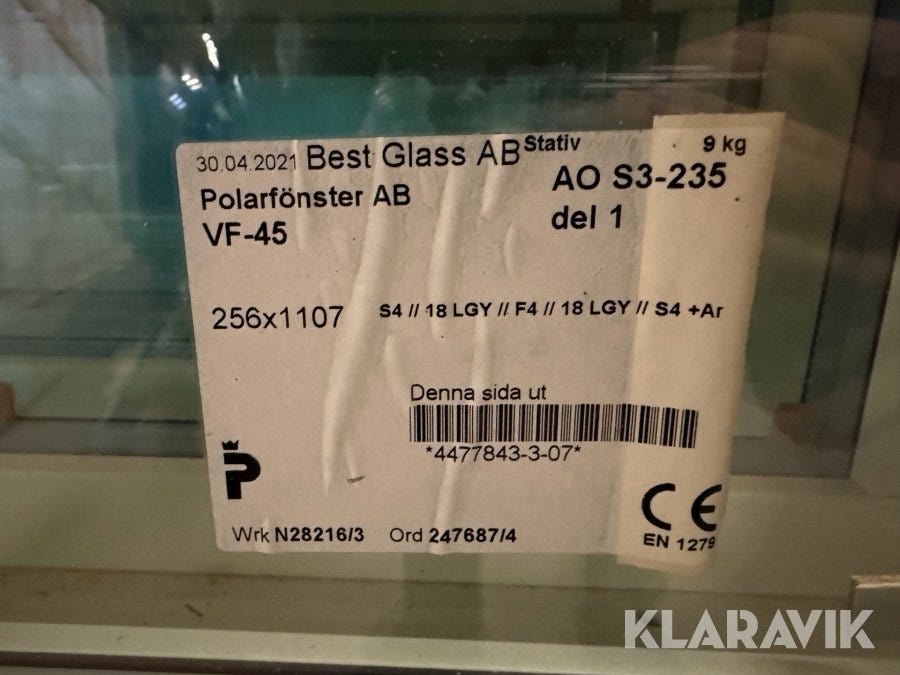 30.04.2021 Best Glass AB Stativ 9 kg
Polarfönster AB AO S3-235
VF-45 del 1
256x1107 S4 // 18 LGY // F4 // 18 LGY // S4 +Ar
Denna sida ut
*4477843-3-07*
P
Wrk N28216/3 Ord 247687/4
CE
EN 1279
KLARAVIK